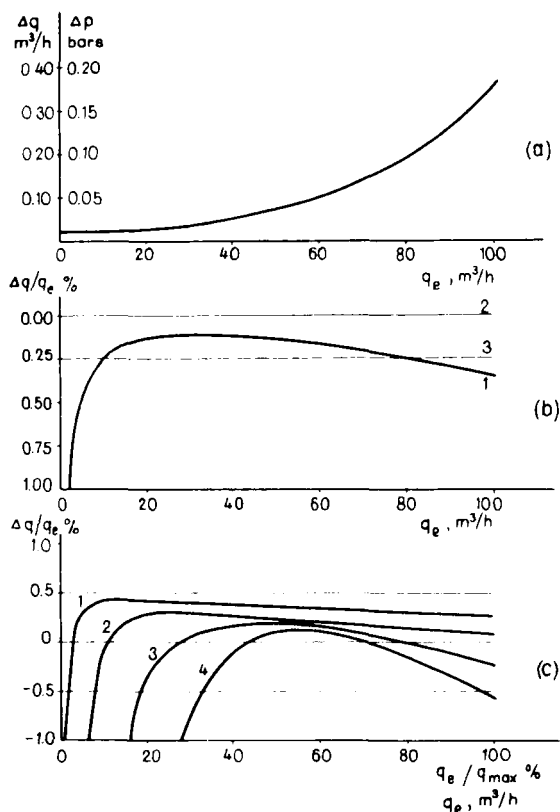 Δq Δp
m³/h bars
0.40 0.20
0.30 0.15
0.20 0.10
0.10 0.05
0 20 40 60 80 100
qe , m³/h
(a)
Δq/qe %
0.00
0.25
0.50
0.75
1.00
2
3
1
0 20 40 60 80 100
qe , m³/h
(b)
Δq/qe %
1.0
0.5
0
-0.5
-1.0
1
2
3
4
0 20 40 60 80 100
qe / qmax %
qe , m³/h
(c)